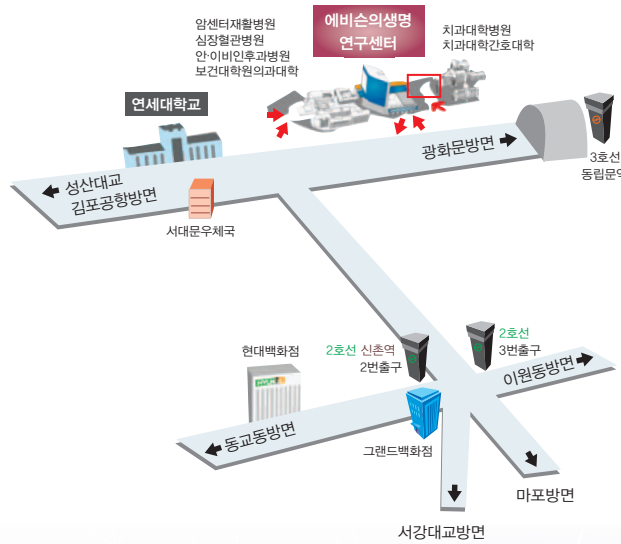 암센터재활병원
심장혈관병원
안·이비인후과병원
보건대학원의과대학
에비슨의생명
연구센터
치과대학병원
치과대학간호대학
연세대학교
광화문방면
3호선
동립문역
성산대교
김포공항방면
서대문우체국
현대백화점
2호선 신촌역
2번출구
2호선
3번출구
이원동방면
동교동방면
그랜드백화점
마포방면
서강대교방면